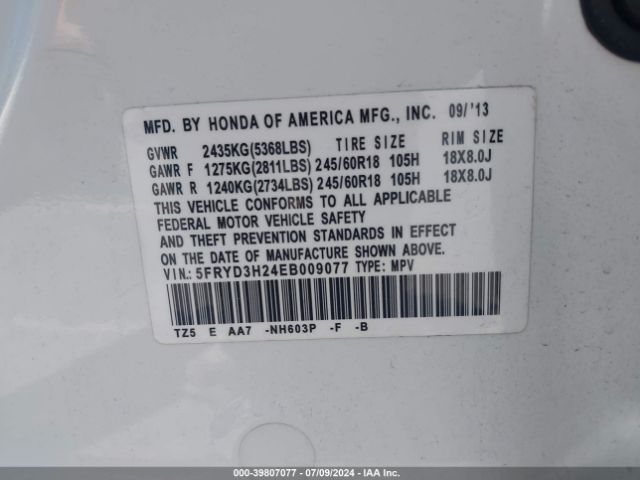 MFD. BY HONDA OF AMERICA MFG., INC. 09/'13
GVWR 2435KG(5368LBS) TIRE SIZE RIM SIZE
GAWR F 1275KG(2811LBS) 245/60R18 105H 18X8.0J
GAWR R 1240KG(2734LBS) 245/60R18 105H 18X8.0J
THIS VEHICLE CONFORMS TO ALL APPLICABLE
FEDERAL MOTOR VEHICLE SAFETY
AND THEFT PREVENTION STANDARDS IN EFFECT
ON THE DATE OF MANUFACTURE SHOWN ABOVE.
VIN: 5FRYD3H24EB009077 TYPE: MPV
TZ5 E AA7 -NH603P -F -B
000-39807077 - 07/09/2024 - IAA Inc.